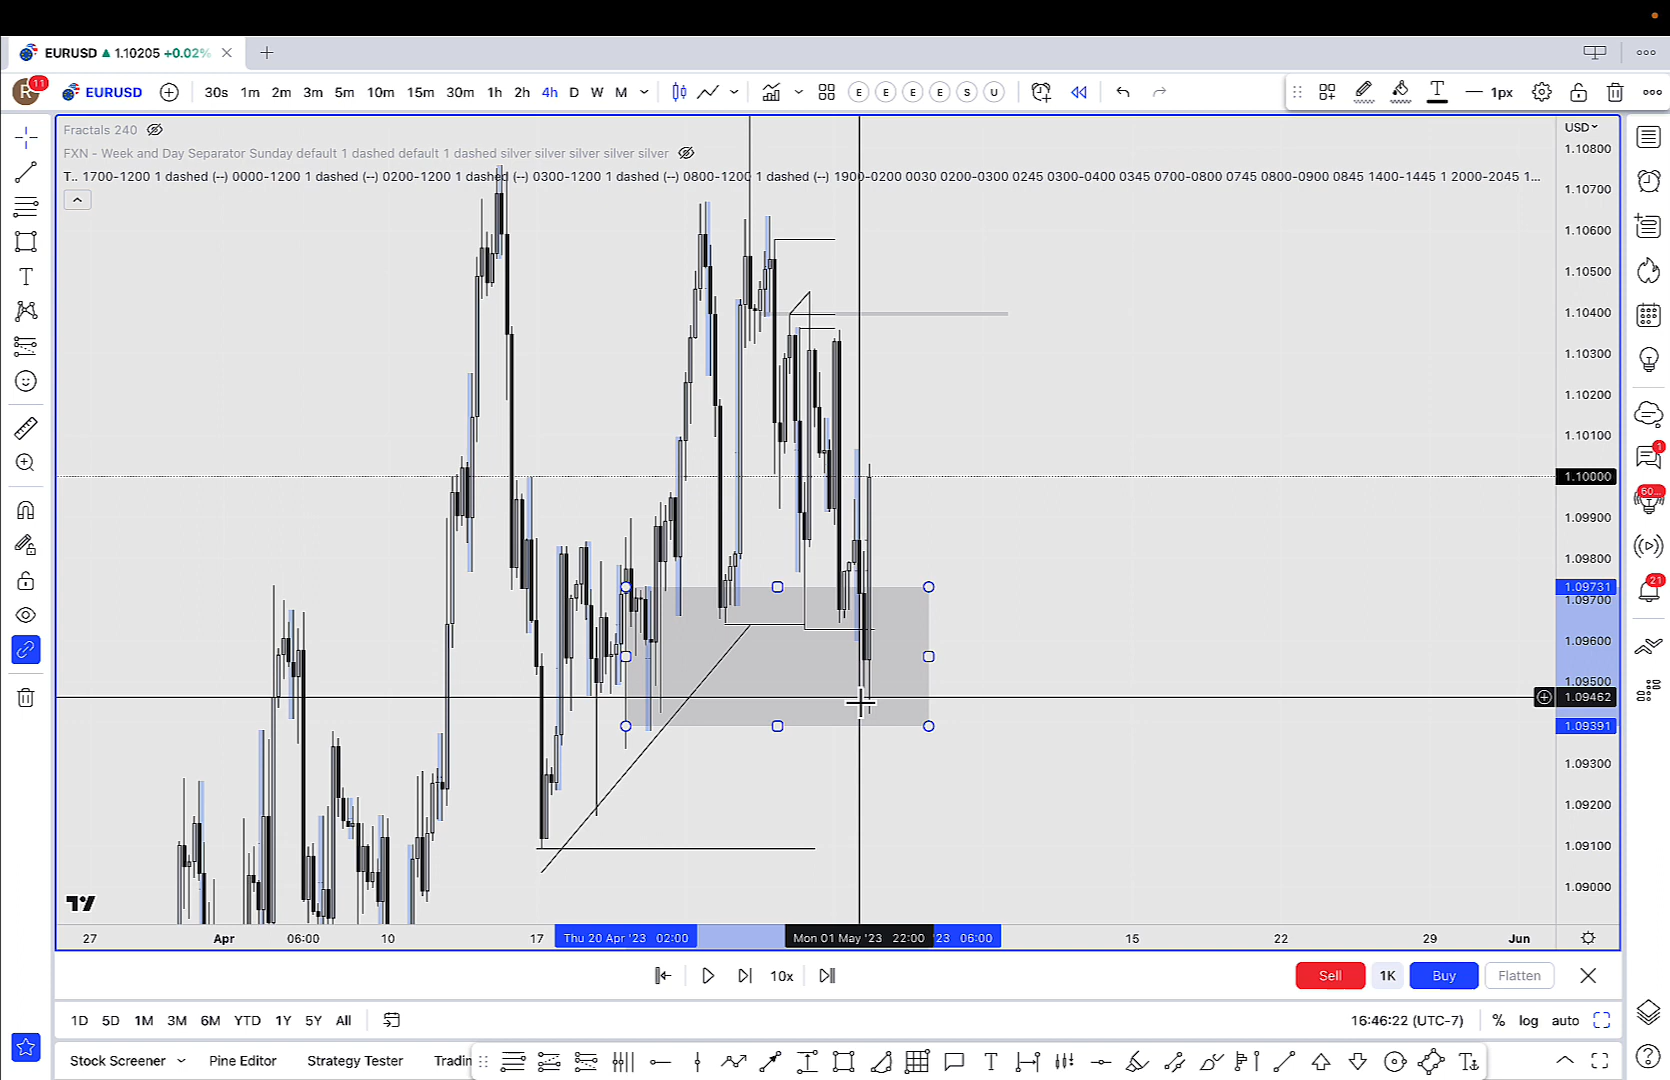 EURUSD ▲ 1.10205 +0.02%
11
EURUSD 30s 1m 2m 3m 5m 10m 15m 30m 1h 2h 4h D W M E E E E S U 1px
Fractals 240
FXN - Week and Day Separator Sunday default 1 dashed default 1 dashed silver silver silver silver silver
T.. 1700-1200 1 dashed (--) 0000-1200 1 dashed (--) 0200-1200 1 dashed (--) 0300-1200 1 dashed (--) 0800-1200 1 dashed (--) 1900-0200 0030 0200-0300 0245 0300-0400 0345 0700-0800 0745 0800-0900 0845 1400-1445 1 2000-2045 1...
USD
1.10800
1.10700
1.10600
1.10500
1.10400
1.10300
1.10200
1.10100
1.10000
1.09900
1.09800
1.09731
1.09700
1.09600
1.09500
1.09462
1.09391
1.09300
1.09200
1.09100
1.09000
1
60...
21
27 Apr 06:00 10 17 Thu 20 Apr '23 02:00 Mon 01 May '23 22:00 '23 06:00 15 22 29 Jun
10x Sell 1K Buy Flatten
1D 5D 1M 3M 6M YTD 1Y 5Y All 16:46:22 (UTC-7) % log auto
Stock Screener Pine Editor Strategy Tester Tradin